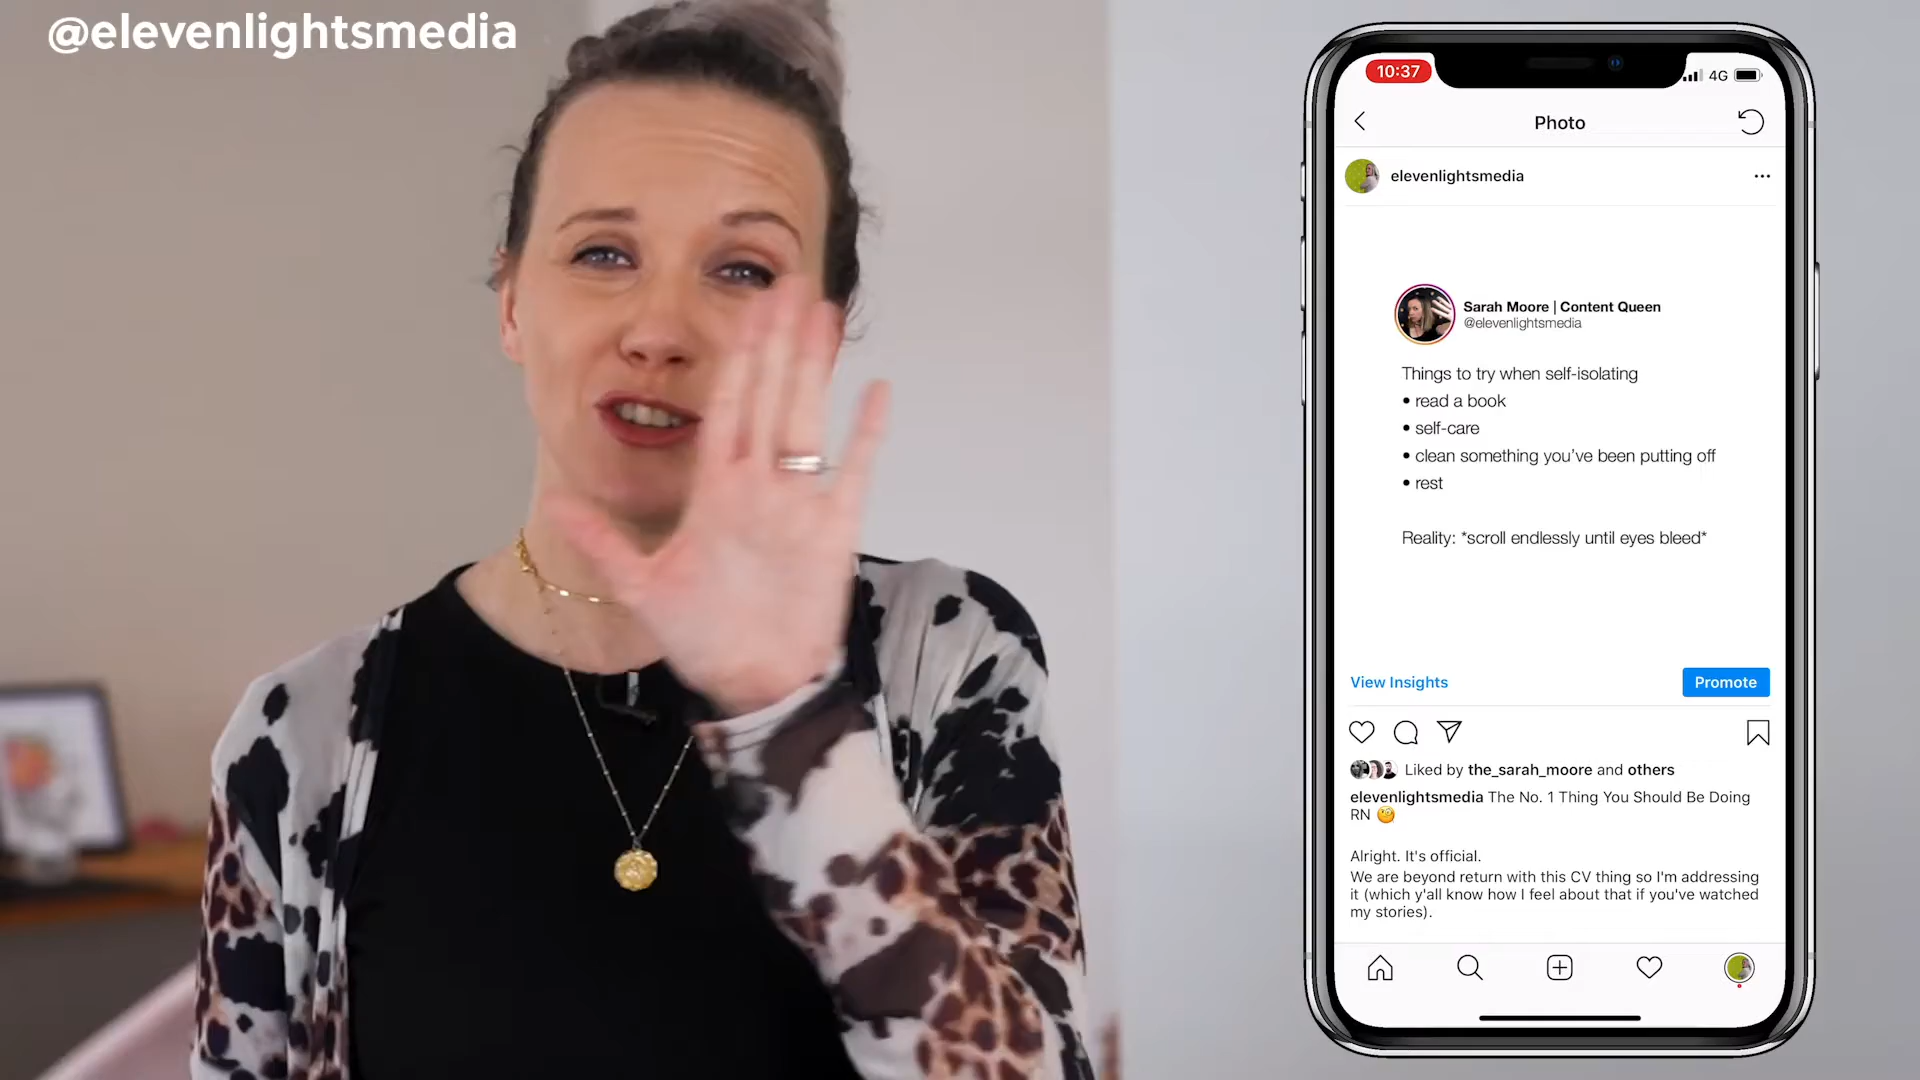 @elevenlightsmedia
10:37
4G
Photo
elevenlightsmedia
Sarah Moore | Content Queen
@elevenlightsmedia
Things to try when self-isolating
• read a book
• self-care
• clean something you’ve been putting off
• rest
Reality: *scroll endlessly until eyes bleed*
View Insights
Promote
Liked by the_sarah_moore and others
elevenlightsmedia The No. 1 Thing You Should Be Doing
RN 🧐
Alright. It's official.
We are beyond return with this CV thing so I'm addressing
it (which y'all know how I feel about that if you've watched
my stories).